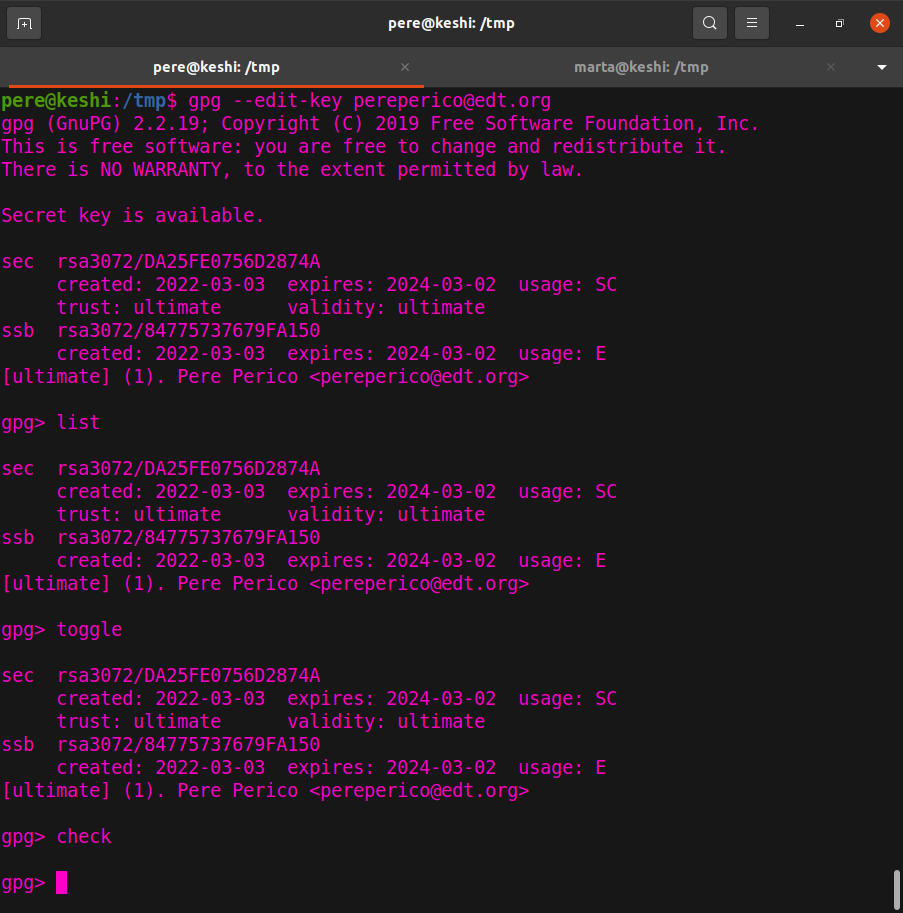 pere@keshi: /tmp
pere@keshi: /tmp
marta@keshi: /tmp
pere@keshi:/tmp$ gpg --edit-key pereperico@edt.org
gpg (GnuPG) 2.2.19; Copyright (C) 2019 Free Software Foundation, Inc.
This is free software: you are free to change and redistribute it.
There is NO WARRANTY, to the extent permitted by law.
Secret key is available.
sec  rsa3072/DA25FE0756D2874A
     created: 2022-03-03  expires: 2024-03-02  usage: SC
     trust: ultimate      validity: ultimate
ssb  rsa3072/84775737679FA150
     created: 2022-03-03  expires: 2024-03-02  usage: E
[ultimate] (1). Pere Perico <pereperico@edt.org>
gpg> list
sec  rsa3072/DA25FE0756D2874A
     created: 2022-03-03  expires: 2024-03-02  usage: SC
     trust: ultimate      validity: ultimate
ssb  rsa3072/84775737679FA150
     created: 2022-03-03  expires: 2024-03-02  usage: E
[ultimate] (1). Pere Perico <pereperico@edt.org>
gpg> toggle
sec  rsa3072/DA25FE0756D2874A
     created: 2022-03-03  expires: 2024-03-02  usage: SC
     trust: ultimate      validity: ultimate
ssb  rsa3072/84775737679FA150
     created: 2022-03-03  expires: 2024-03-02  usage: E
[ultimate] (1). Pere Perico <pereperico@edt.org>
gpg> check
gpg>